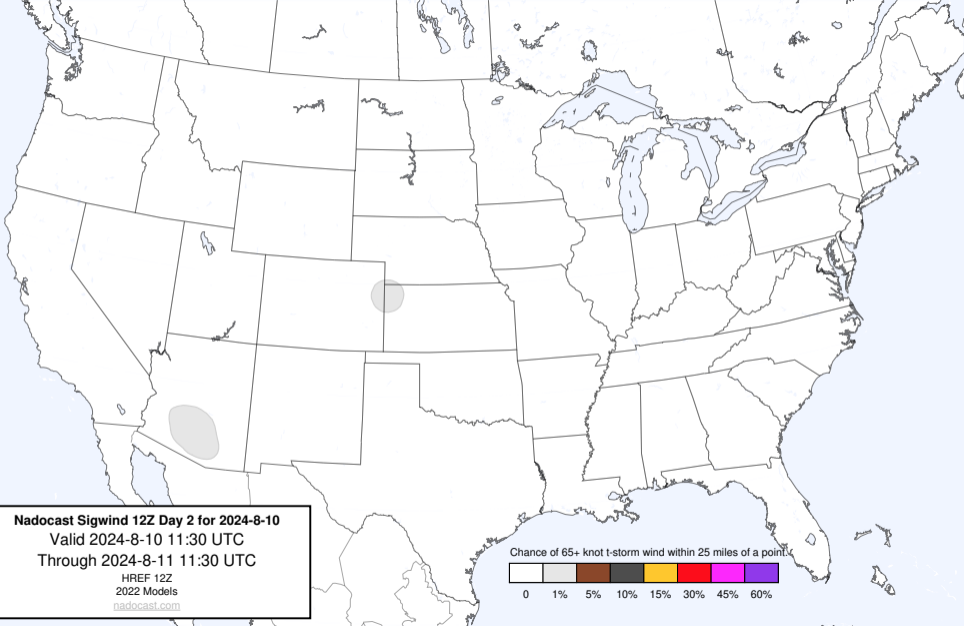 Nadocast Sigwind 12Z Day 2 for 2024-8-10
Valid 2024-8-10 11:30 UTC
Through 2024-8-11 11:30 UTC
HREF 12Z
2022 Models
nadocast.com
Chance of 65+ knot t-storm wind within 25 miles of a point.
0 1% 5% 10% 15% 30% 45% 60%